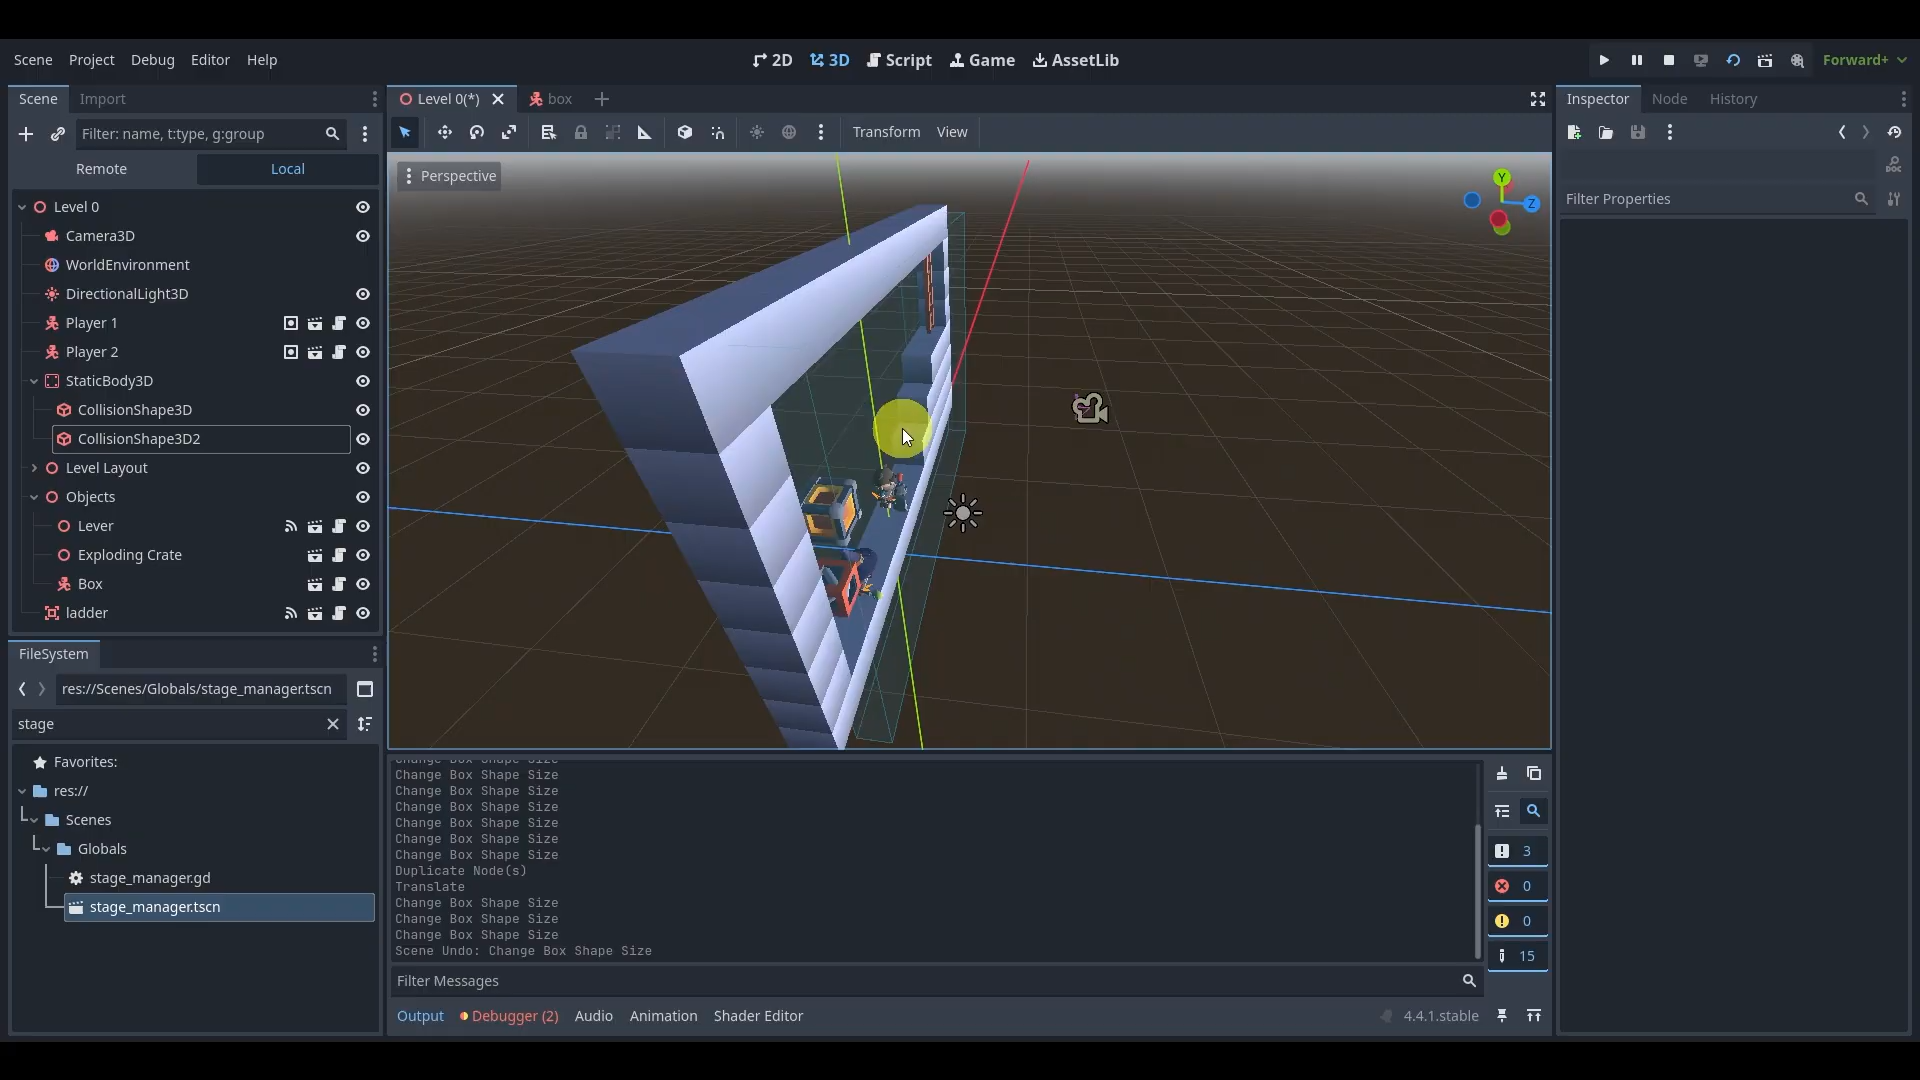 Scene Project Debug Editor Help
2D 3D Script Game AssetLib
Forward+
Scene Import
Level 0(*) box
Inspector Node History
Filter: name, t:type, g:group
Transform View
Remote Local
Perspective
Y
Z
Filter Properties
Level 0
Camera3D
WorldEnvironment
DirectionalLight3D
Player 1
Player 2
StaticBody3D
CollisionShape3D
CollisionShape3D2
Level Layout
Objects
Lever
Exploding Crate
Box
ladder
FileSystem
res://Scenes/Globals/stage_manager.tscn
stage
Favorites:
res://
Scenes
Globals
stage_manager.gd
stage_manager.tscn
Change Box Shape Size
Change Box Shape Size
Change Box Shape Size
Change Box Shape Size
Change Box Shape Size
Change Box Shape Size
Change Box Shape Size
Duplicate Node(s)
Translate
Change Box Shape Size
Change Box Shape Size
Change Box Shape Size
Scene Undo: Change Box Shape Size
3
0
0
15
Filter Messages
Output Debugger (2) Audio Animation Shader Editor
4.4.1.stable